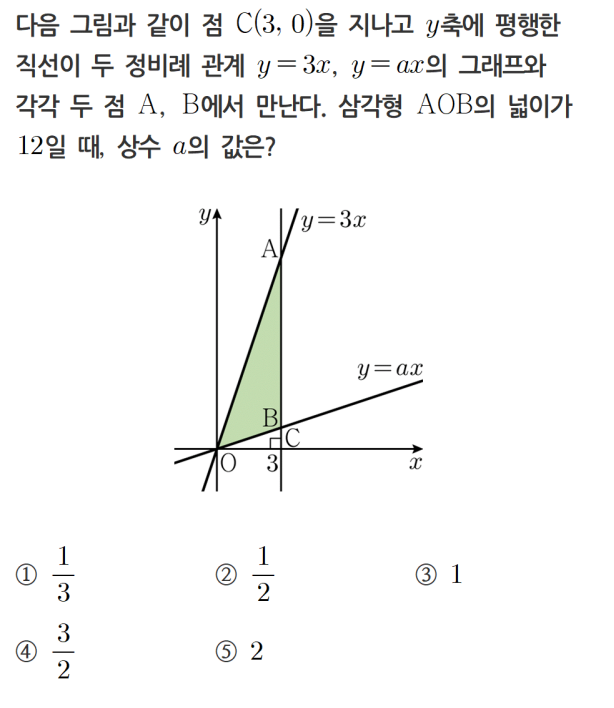 다음 그림과 같이 점 C(3, 0)을 지나고 y축에 평행한
직선이 두 정비례 관계 y=3x, y=ax의 그래프와
각각 두 점 A, B에서 만난다. 삼각형 AOB의 넓이가
12일 때, 상수 a의 값은?
y
y=3x
A
y=ax
B
C
O
3
x
① 1/3 ② 1/2 ③ 1
④ 3/2 ⑤ 2